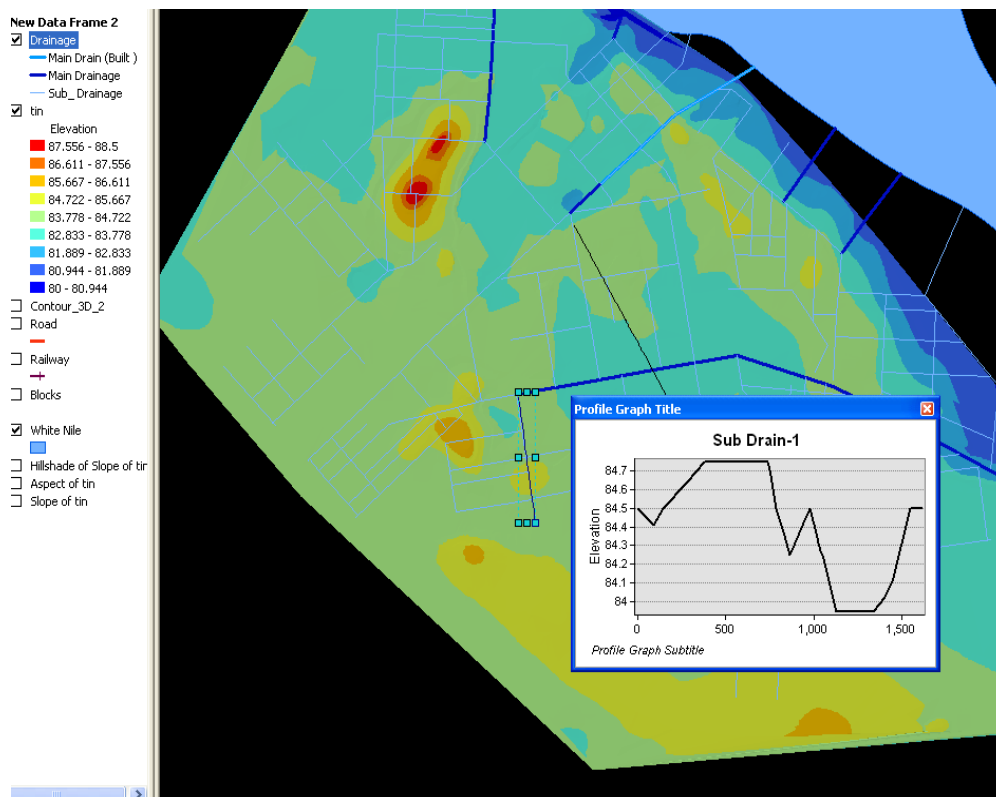 New Data Frame 2
Drainage
Main Drain (Built )
Main Drainage
Sub_ Drainage
tin
Elevation
87.556 - 88.5
86.611 - 87.556
85.667 - 86.611
84.722 - 85.667
83.778 - 84.722
82.833 - 83.778
81.889 - 82.833
80.944 - 81.889
80 - 80.944
Contour_3D_2
Road
Railway
Blocks
White Nile
Hillshade of Slope of tir
Aspect of tin
Slope of tin
Profile Graph Title
Sub Drain-1
Elevation
84.7
84.6
84.5
84.4
84.3
84.2
84.1
84
0 500 1,000 1,500
Profile Graph Subtitle